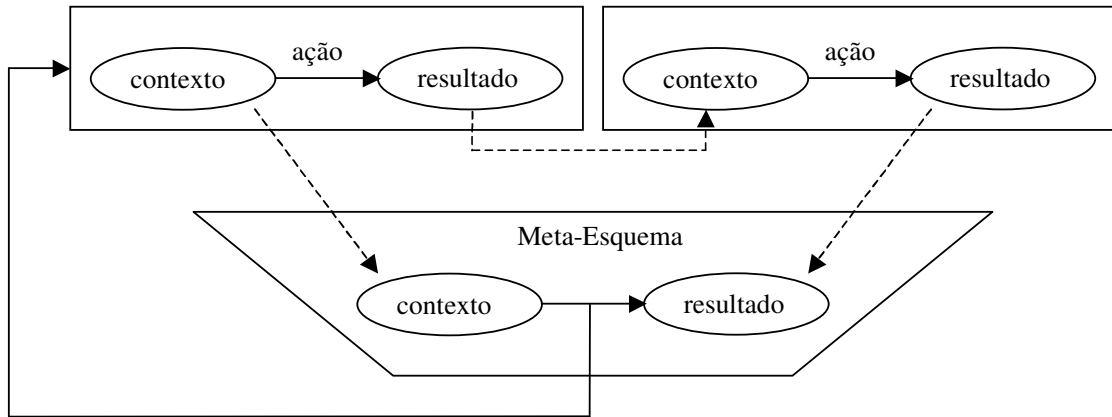 ação
contexto
resultado
ação
contexto
resultado
Meta-Esquema
contexto
resultado